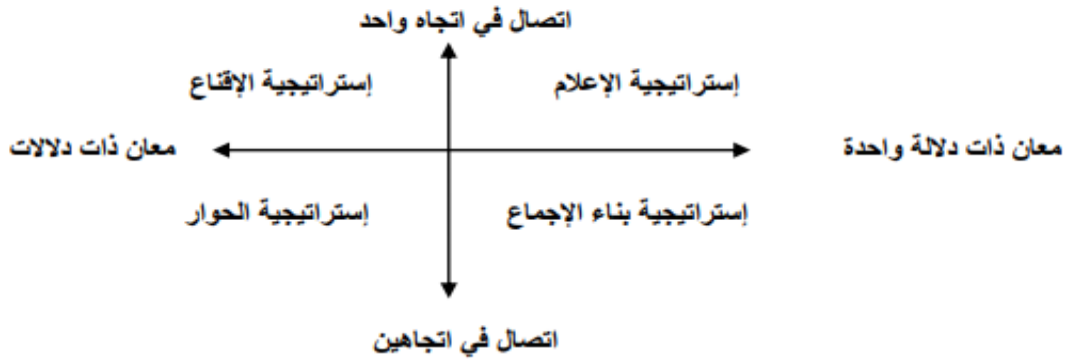 اتصال في اتجاه واحد
إستراتيجية الإعلام
إستراتيجية الإقناع
معان ذات دلالة واحدة
معان ذات دلالات
إستراتيجية بناء الإجماع
إستراتيجية الحوار
اتصال في اتجاهين